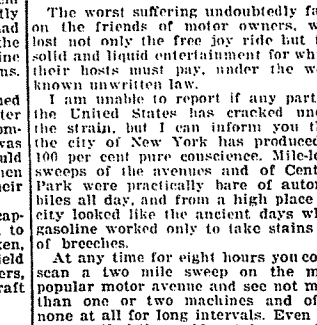 The worst suffering undoubtedly fa
on the friends of motor owners, w
lost not only the free joy ride but t
solid and liquid entertainment for wh
their hosts must pay, under the w
known unwritten law.
I am unable to report if any part
the United States has cracked un
the strain, but I can inform you t
the city of New York has produced
100 per cent pure conscience. Mile-l
sweeps of the avenues and of Cent
Park were practically bare of autom
biles all day, and from a high place
city looked like the ancient days w
gasoline worked only to take stains
of breeches.
At any time for eight hours you co
scan a two mile sweep on the m
popular motor avenue and see not m
than one or two machines and of
none at all for long intervals. Even